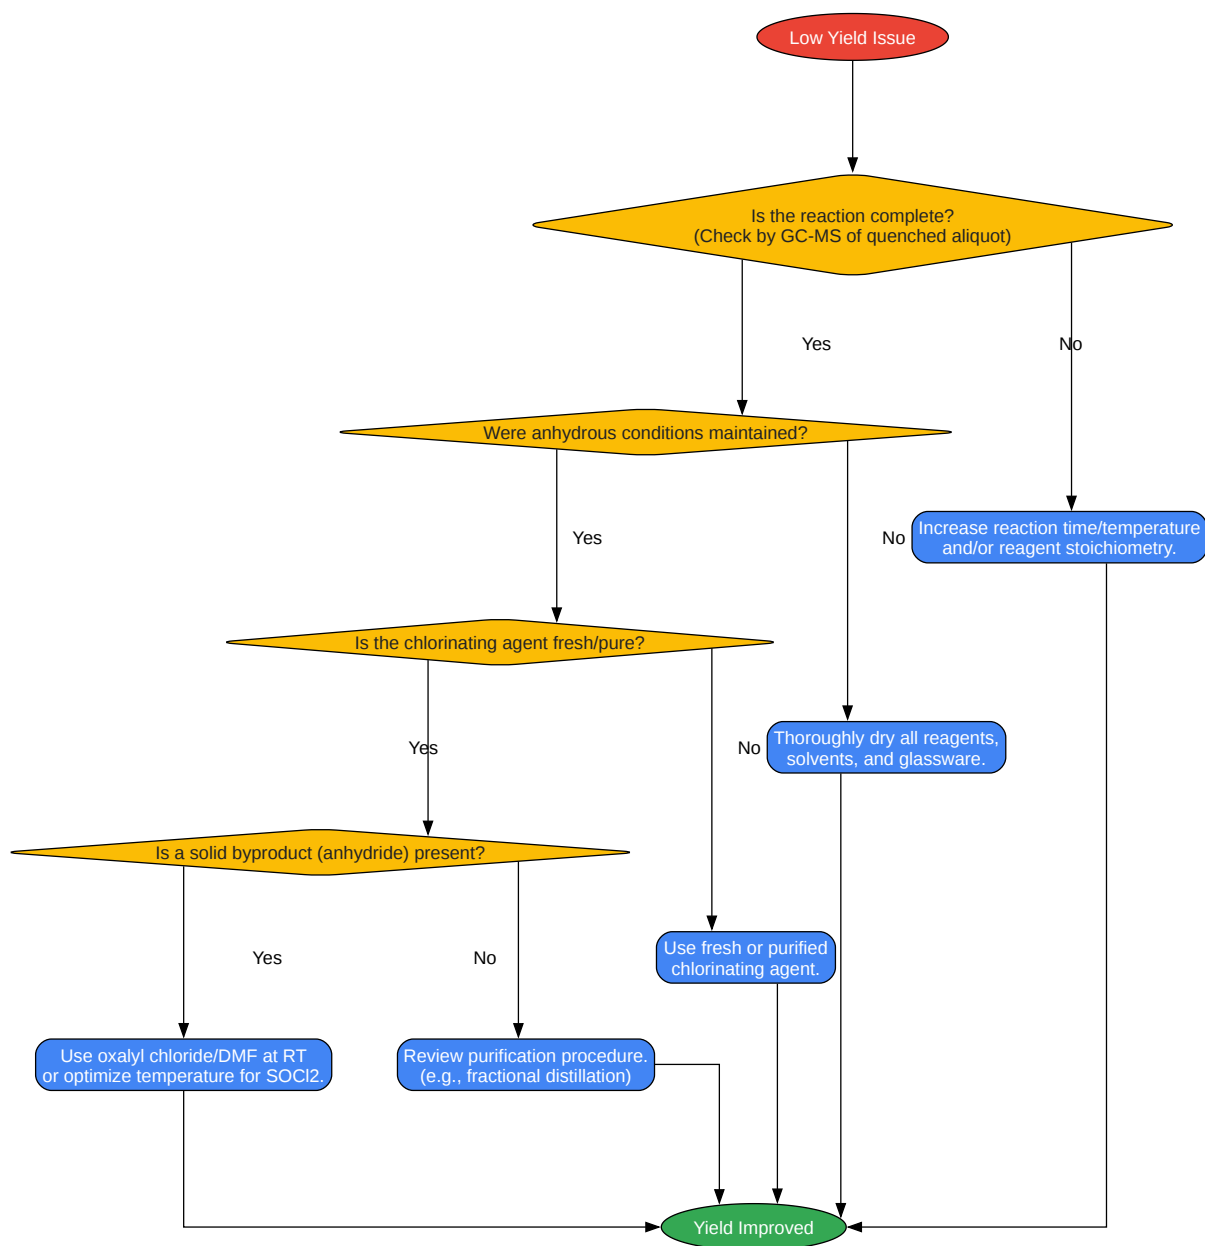 Low Yield Issue
Is the reaction complete?
(Check by GC-MS of quenched aliquot)
Yes
No
Were anhydrous conditions maintained?
Increase reaction time/temperature
and/or reagent stoichiometry.
Yes
No
Is the chlorinating agent fresh/pure?
Thoroughly dry all reagents,
solvents, and glassware.
Yes
No
Is a solid byproduct (anhydride) present?
Use fresh or purified
chlorinating agent.
Yes
No
Use oxalyl chloride/DMF at RT
or optimize temperature for SOCl2.
Review purification procedure.
(e.g., fractional distillation)
Yield Improved